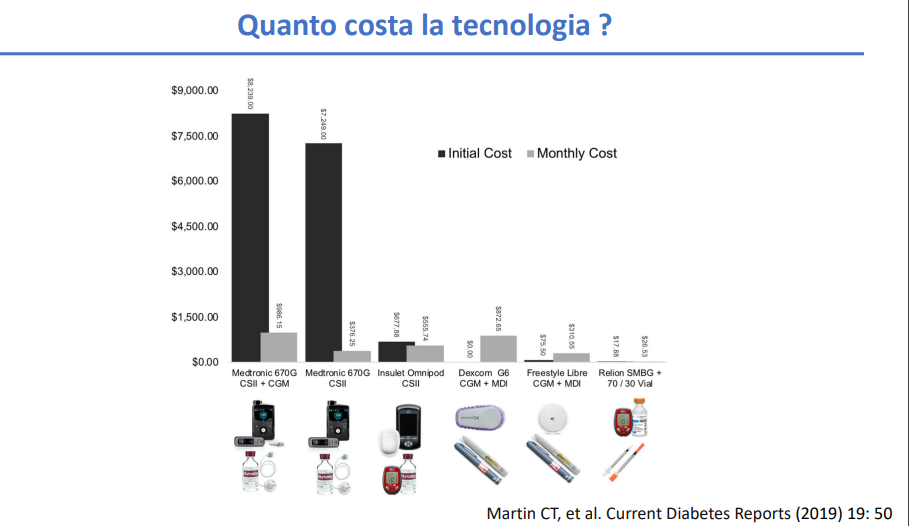 Quanto costa la tecnologia ?
$9,000.00
$7,500.00
$6,000.00
$4,500.00
$3,000.00
$1,500.00
$0.00
Initial Cost
Monthly Cost
$8,239.00
$986.15
$7,249.00
$376.25
$677.88
$555.74
$0.00
$872.65
$75.50
$310.55
$17.88
$26.53
Medtronic 670G
CSII + CGM
Medtronic 670G
CSII
Insulet Omnipod
CSII
Dexcom G6
CGM + MDI
Freestyle Libre
CGM + MDI
Relion SMBG +
70 / 30 Vial
Martin CT, et al. Current Diabetes Reports (2019) 19: 50